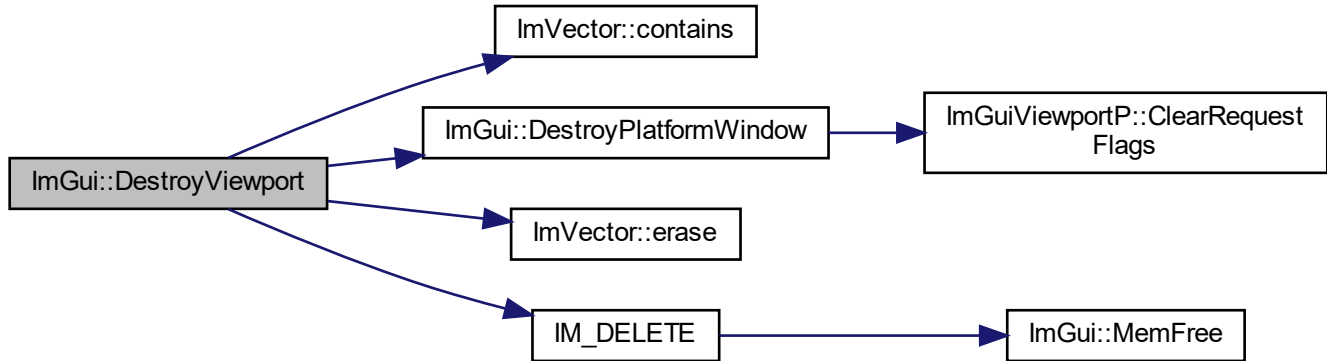 ImVector::contains
ImGui::DestroyPlatformWindow
ImGuiViewportP::ClearRequest
Flags
ImGui::DestroyViewport
ImVector::erase
IM_DELETE
ImGui::MemFree